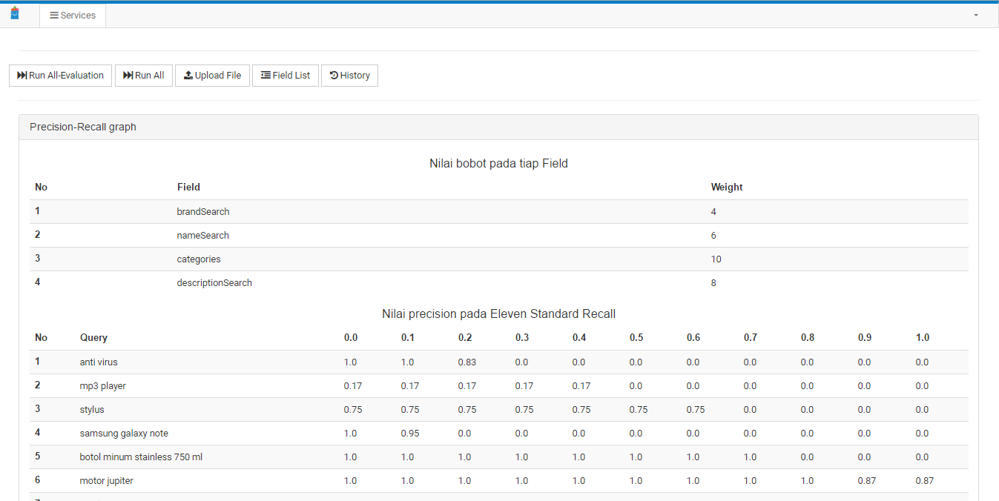 Services
Run All-Evaluation Run All Upload File Field List History
Precision-Recall graph
Nilai bobot pada tiap Field
No Field Weight
1 brandSearch 4
2 nameSearch 6
3 categories 10
4 descriptionSearch 8
Nilai precision pada Eleven Standard Recall
No Query 0.0 0.1 0.2 0.3 0.4 0.5 0.6 0.7 0.8 0.9 1.0
1 anti virus 1.0 1.0 0.83 0.0 0.0 0.0 0.0 0.0 0.0 0.0 0.0
2 mp3 player 0.17 0.17 0.17 0.17 0.17 0.0 0.0 0.0 0.0 0.0 0.0
3 stylus 0.75 0.75 0.75 0.75 0.75 0.75 0.75 0.0 0.0 0.0 0.0
4 samsung galaxy note 1.0 0.95 0.0 0.0 0.0 0.0 0.0 0.0 0.0 0.0 0.0
5 botol minum stainless 750 ml 1.0 1.0 1.0 1.0 1.0 1.0 1.0 1.0 0.0 0.0 0.0
6 motor jupiter 1.0 1.0 1.0 1.0 1.0 1.0 1.0 1.0 1.0 0.87 0.87